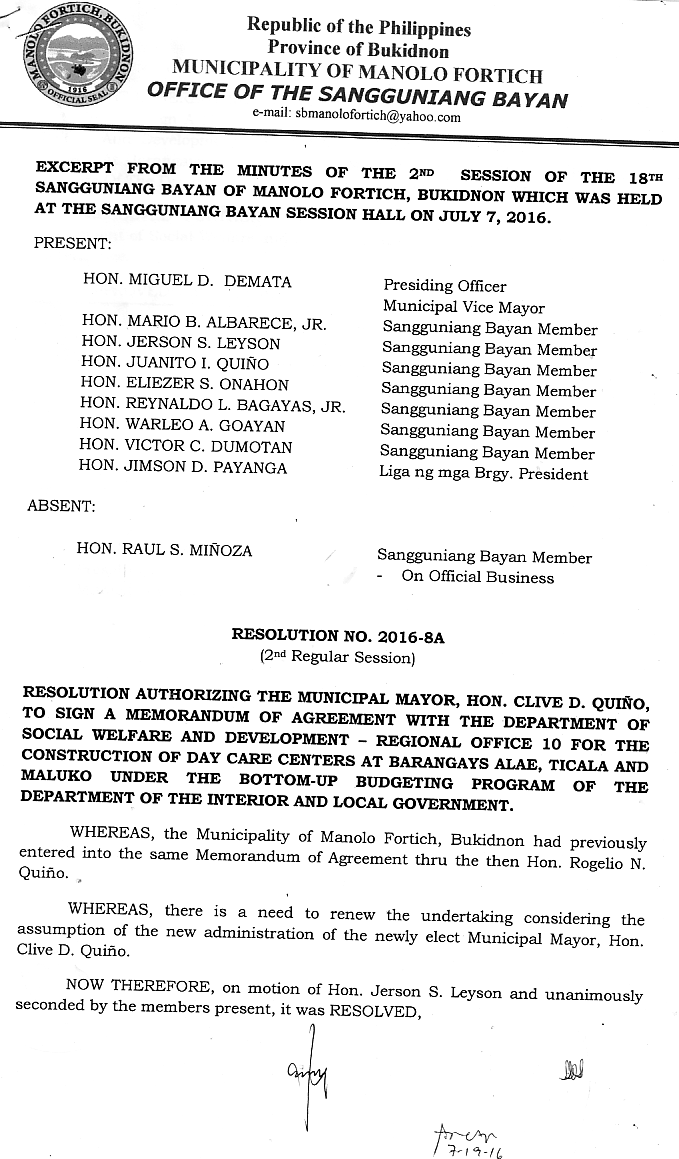 MANOLO FORTICH, BUKIDNON
1916
OFFICIAL SEAL
Republic of the Philippines
Province of Bukidnon
MUNICIPALITY OF MANOLO FORTICH
OFFICE OF THE SANGGUNIANG BAYAN
e-mail: sbmanolofortich@yahoo.com
EXCERPT FROM THE MINUTES OF THE 2ND SESSION OF THE 18TH
SANGGUNIANG BAYAN OF MANOLO FORTICH, BUKIDNON WHICH WAS HELD
AT THE SANGGUNIANG BAYAN SESSION HALL ON JULY 7, 2016.
PRESENT:
HON. MIGUEL D. DEMATA Presiding Officer
Municipal Vice Mayor
HON. MARIO B. ALBARECE, JR. Sangguniang Bayan Member
HON. JERSON S. LEYSON Sangguniang Bayan Member
HON. JUANITO I. QUIÑO Sangguniang Bayan Member
HON. ELIEZER S. ONAHON Sangguniang Bayan Member
HON. REYNALDO L. BAGAYAS, JR. Sangguniang Bayan Member
HON. WARLEO A. GOAYAN Sangguniang Bayan Member
HON. VICTOR C. DUMOTAN Sangguniang Bayan Member
HON. JIMSON D. PAYANGA Liga ng mga Brgy. President
ABSENT:
HON. RAUL S. MIÑOZA Sangguniang Bayan Member
- On Official Business
RESOLUTION NO. 2016-8A
(2nd Regular Session)
RESOLUTION AUTHORIZING THE MUNICIPAL MAYOR, HON. CLIVE D. QUIÑO,
TO SIGN A MEMORANDUM OF AGREEMENT WITH THE DEPARTMENT OF
SOCIAL WELFARE AND DEVELOPMENT – REGIONAL OFFICE 10 FOR THE
CONSTRUCTION OF DAY CARE CENTERS AT BARANGAYS ALAE, TICALA AND
MALUKO UNDER THE BOTTOM-UP BUDGETING PROGRAM OF THE
DEPARTMENT OF THE INTERIOR AND LOCAL GOVERNMENT.
WHEREAS, the Municipality of Manolo Fortich, Bukidnon had previously
entered into the same Memorandum of Agreement thru the then Hon. Rogelio N.
Quiño.
WHEREAS, there is a need to renew the undertaking considering the
assumption of the new administration of the newly elect Municipal Mayor, Hon.
Clive D. Quiño.
NOW THEREFORE, on motion of Hon. Jerson S. Leyson and unanimously
seconded by the members present, it was RESOLVED,
7-19-16